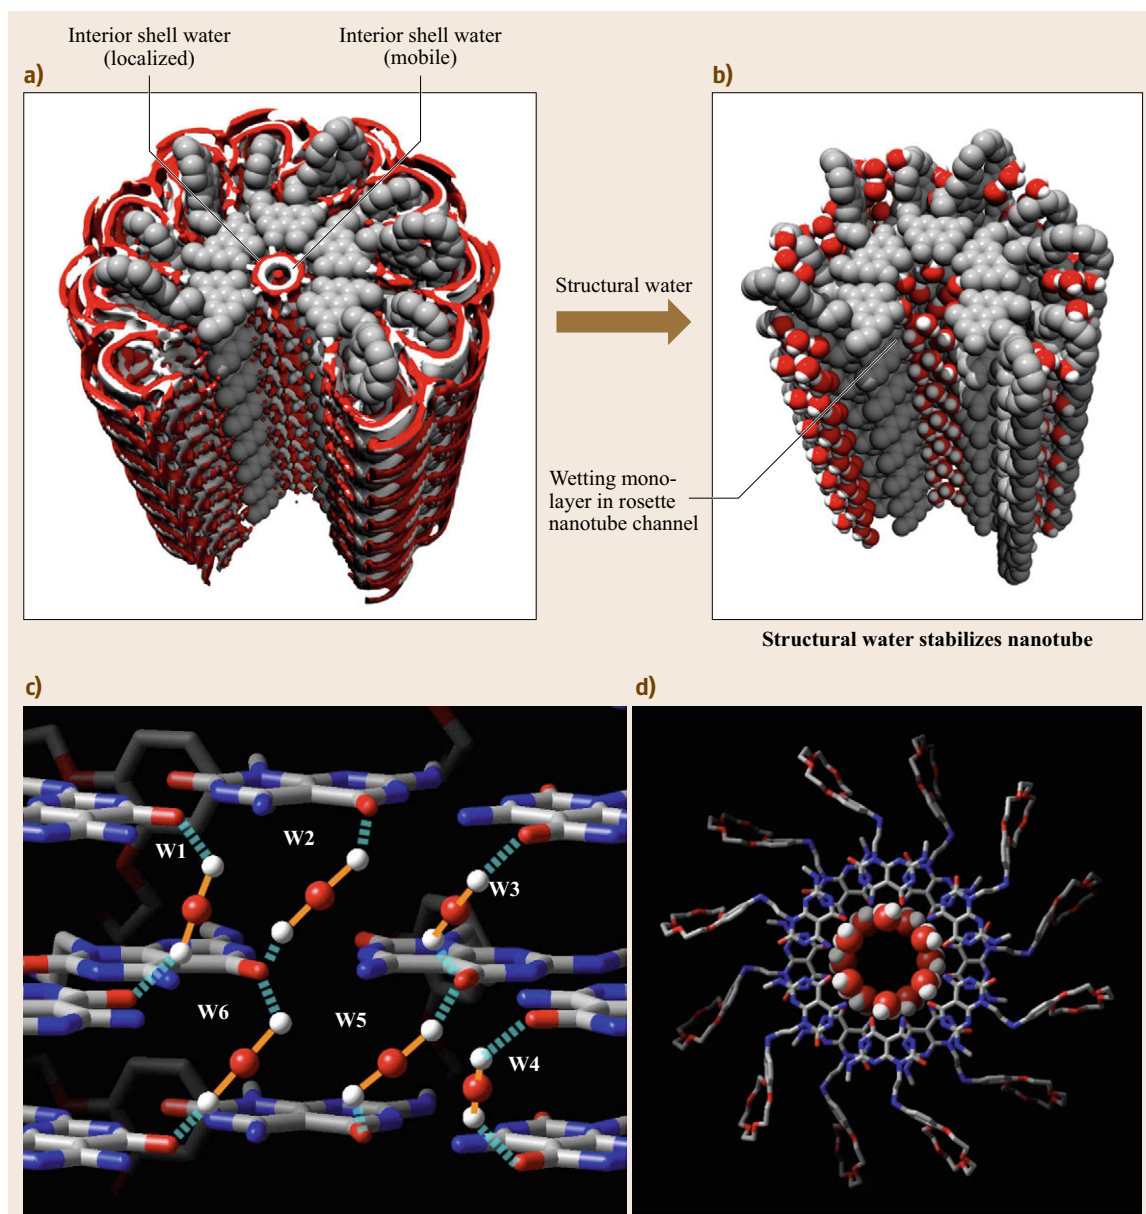 Interior shell water
(localized)
Interior shell water
(mobile)
a)
b)
Structural water
Wetting mono-
layer in rosette
nanotube channel
Structural water stabilizes nanotube
c)
d)
W1
W2
W3
W6
W5
W4